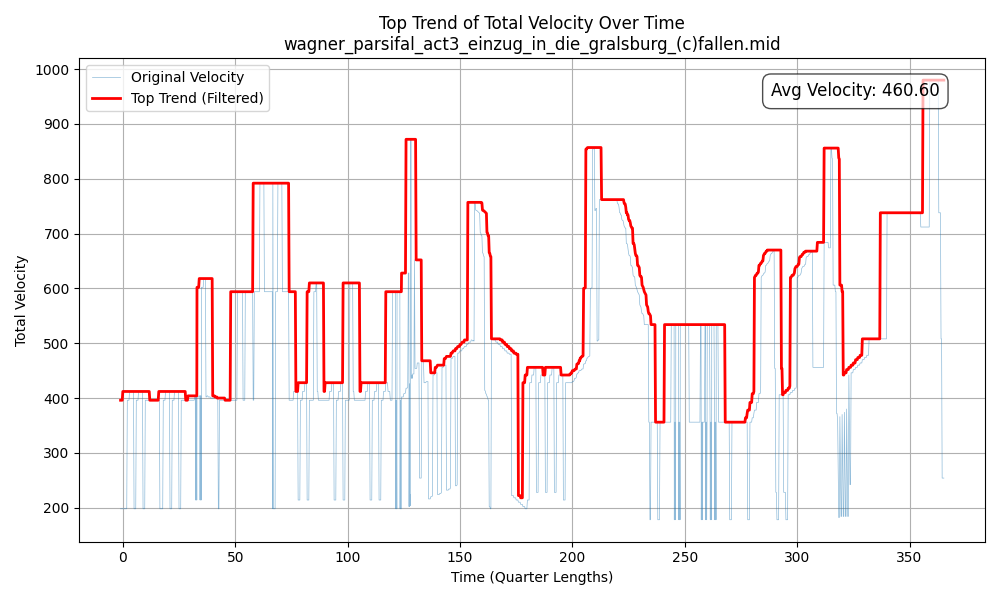 Top Trend of Total Velocity Over Time
wagner_parsifal_act3_einzug_in_die_gralsburg_(c)fallen.mid
Original Velocity
Top Trend (Filtered)
Avg Velocity: 460.60
Total Velocity
1000
900
800
700
600
500
400
300
200
0 50 100 150 200 250 300 350
Time (Quarter Lengths)